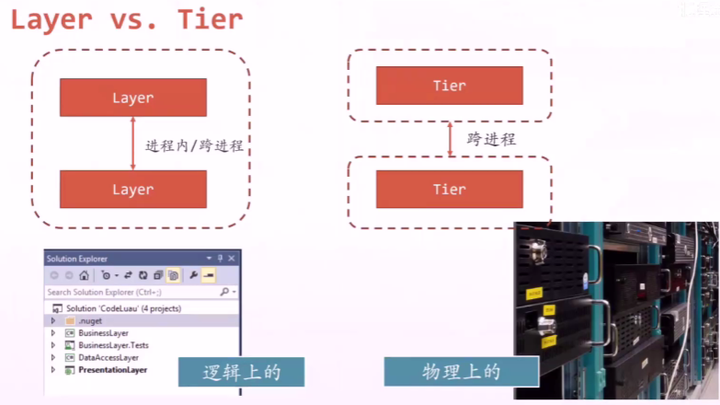 Layer vs. Tier
Layer
进程内/跨进程
Layer
Tier
跨进程
Tier
Solution Explorer
Search Solution Explorer (Ctrl+;)
Solution 'CodeLuau' (4 projects)
.nuget
BusinessLayer
BusinessLayer.Tests
DataAccessLayer
PresentationLayer
逻辑上的
物理上的